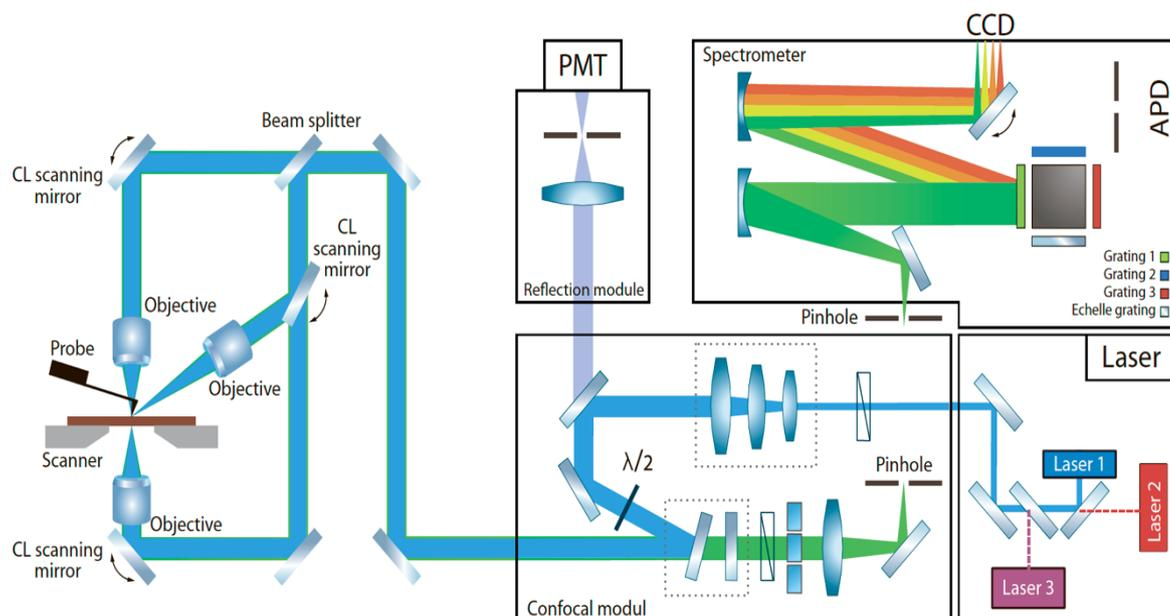 CCD
PMT
Spectrometer
APD
Beam splitter
CL scanning
mirror
CL
scanning
mirror
Reflection module
Grating 1
Grating 2
Grating 3
Echelle grating
Objective
Pinhole
Probe
Objective
Laser
Scanner
λ/2
Pinhole
Laser 1
Laser 2
Objective
CL scanning
mirror
Laser 3
Confocal modul